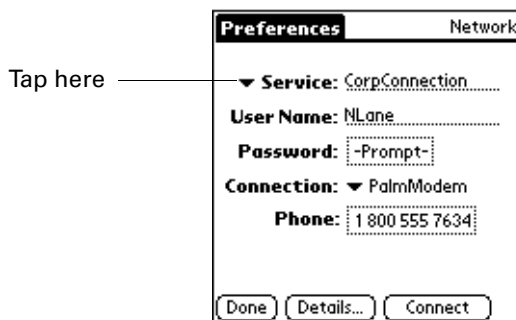 Preferences Network
Tap here Service: CorpConnection
User Name: NLane
Password: -Prompt-
Connection: PalmModem
Phone: 1 800 555 7634
Done Details... Connect